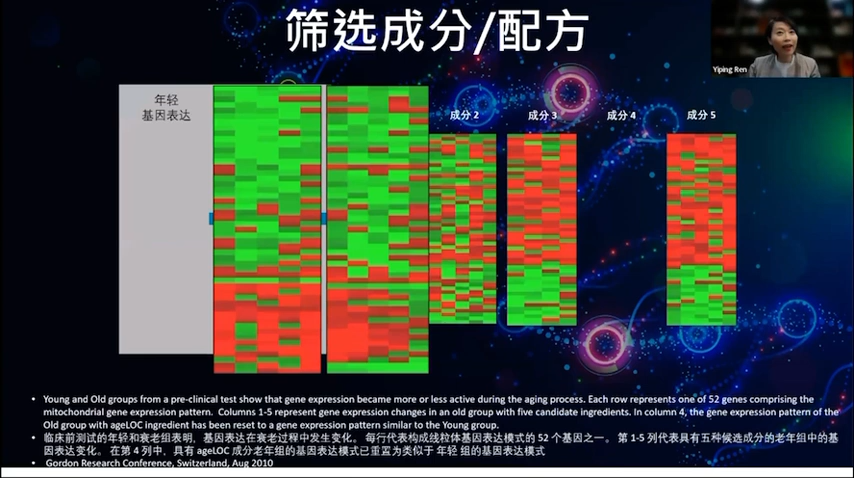 筛选成分/配方
Yiping Ren
年轻
基因表达
成分 2
成分 3
成分 4
成分 5
• Young and Old groups from a pre-clinical test show that gene expression became more or less active during the aging process. Each row represents one of 52 genes comprising the
mitochondrial gene expression pattern. Columns 1-5 represent gene expression changes in an old group with five candidate ingredients. In column 4, the gene expression pattern of the
Old group with ageLOC ingredient has been reset to a gene expression pattern similar to the Young group.
• 临床前测试的年轻和衰老组表明，基因表达在衰老过程中发生变化。 每行代表构成线粒体基因表达模式的 52 个基因之一。 第 1-5 列代表具有五种候选成分的老年组中的基
因表达变化。 在第 4 列中，具有 ageLOC 成分老年组的基因表达模式已重置为类似于 年轻 组的基因表达模式
• Gordon Research Conference, Switzerland, Aug 2010